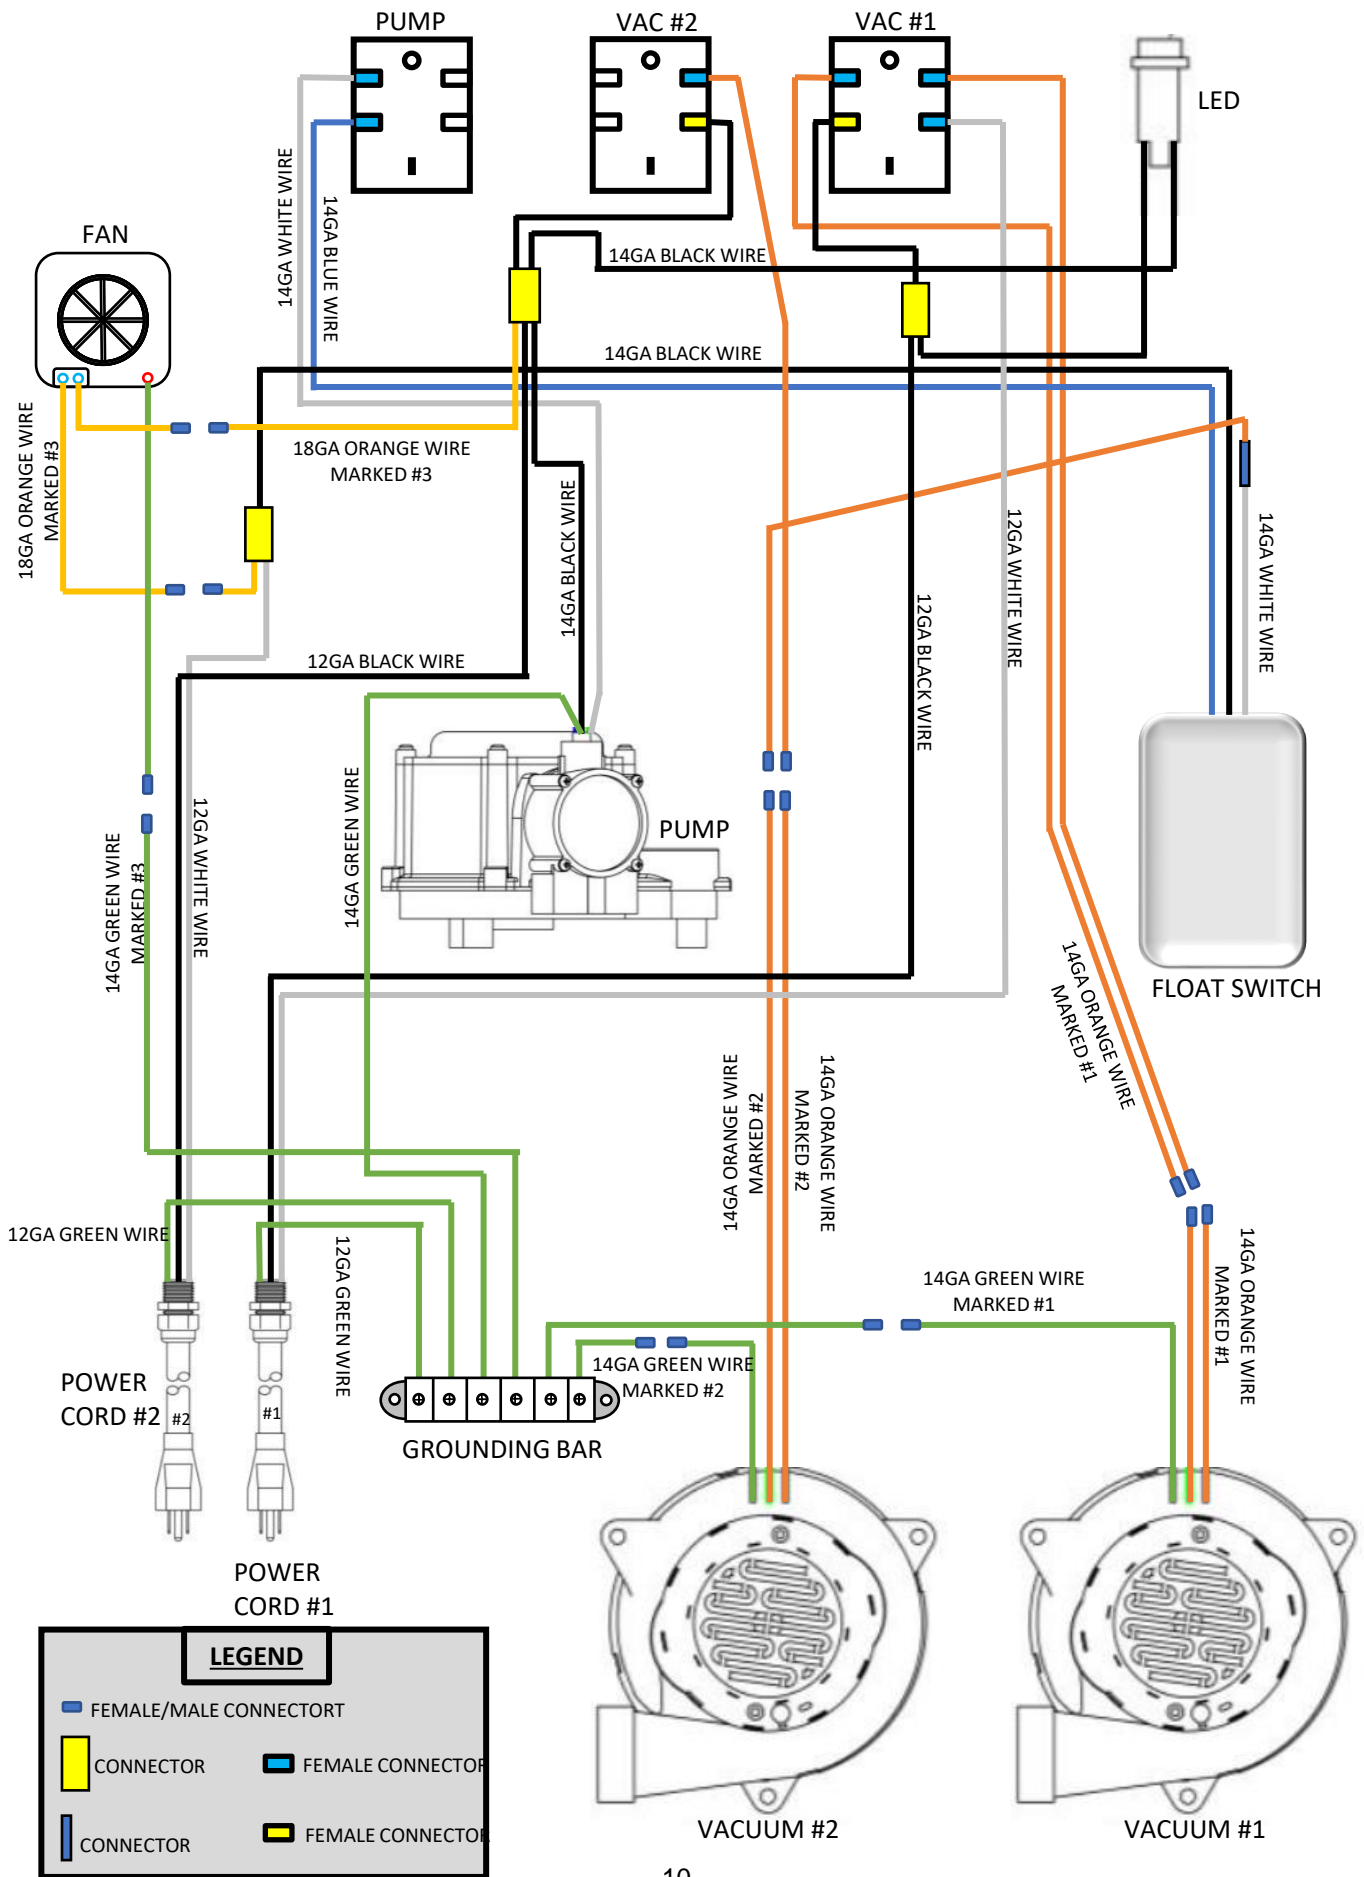 PUMP
VAC #2
VAC #1
LED
14GA WHITE WIRE
14GA BLUE WIRE
FAN
14GA BLACK WIRE
14GA BLACK WIRE
18GA ORANGE WIRE
MARKED #3
18GA ORANGE WIRE
MARKED #3
14GA BLACK WIRE
12GA WHITE WIRE
14GA WHITE WIRE
12GA BLACK WIRE
12GA BLACK WIRE
14GA GREEN WIRE
PUMP
12GA WHITE WIRE
14GA GREEN WIRE
MARKED #3
FLOAT SWITCH
14GA ORANGE WIRE
MARKED #1
14GA ORANGE WIRE
MARKED #2
14GA ORANGE WIRE
MARKED #2
12GA GREEN WIRE
12GA GREEN WIRE
14GA GREEN WIRE
MARKED #1
14GA ORANGE WIRE
MARKED #1
14GA GREEN WIRE
MARKED #2
POWER
CORD #2
#2
#1
GROUNDING BAR
POWER
CORD #1
LEGEND
FEMALE/MALE CONNECTORT
CONNECTOR
FEMALE CONNECTOR
CONNECTOR
FEMALE CONNECTOR
VACUUM #2
VACUUM #1
10